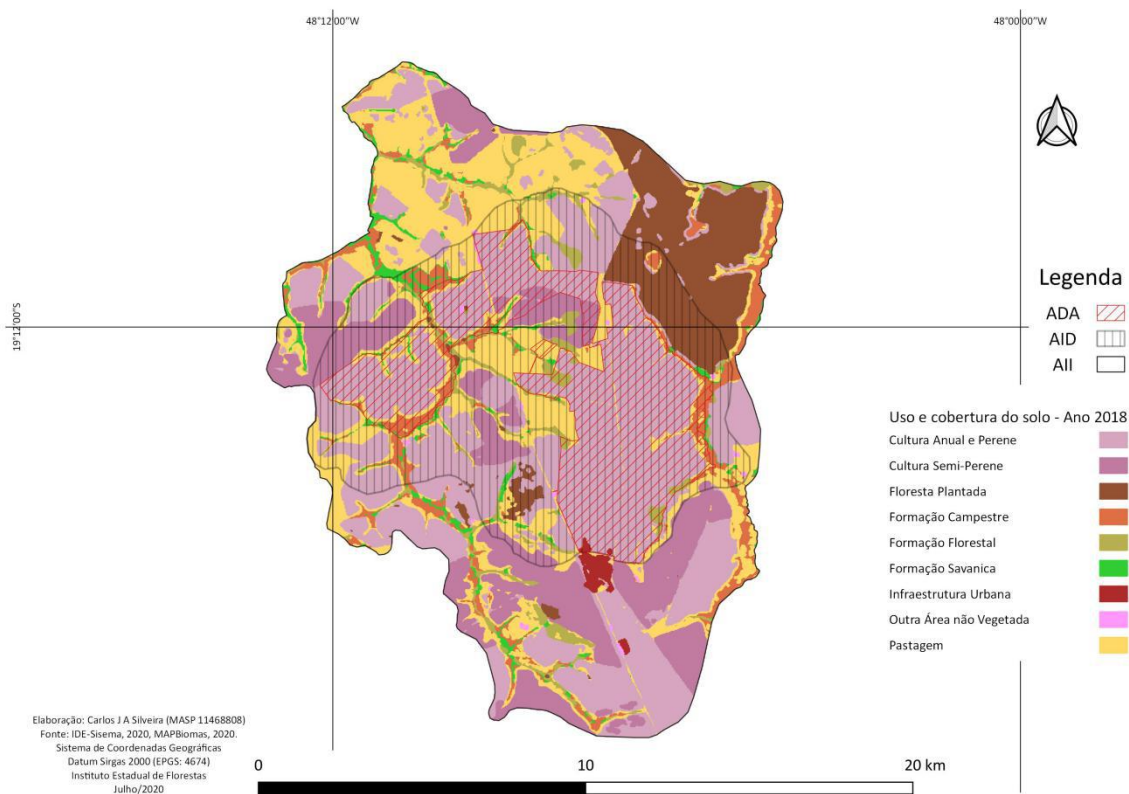 48°12'00"W
48°00'00"W
19°12'00"S
Legenda
ADA
AID
AII
Uso e cobertura do solo - Ano 2018
Cultura Anual e Perene
Cultura Semi-Perene
Floresta Plantada
Formação Campestre
Formação Florestal
Formação Savanica
Infraestrutura Urbana
Outra Área não Vegetada
Pastagem
Elaboração: Carlos J A Silveira (MASP 11468808)
Fonte: IDE-Sisema, 2020, MAPBiomas, 2020.
Sistema de Coordenadas Geográficas
Datum Sirgas 2000 (EPGS: 4674)
Instituto Estadual de Florestas
Julho/2020
0 10 20 km